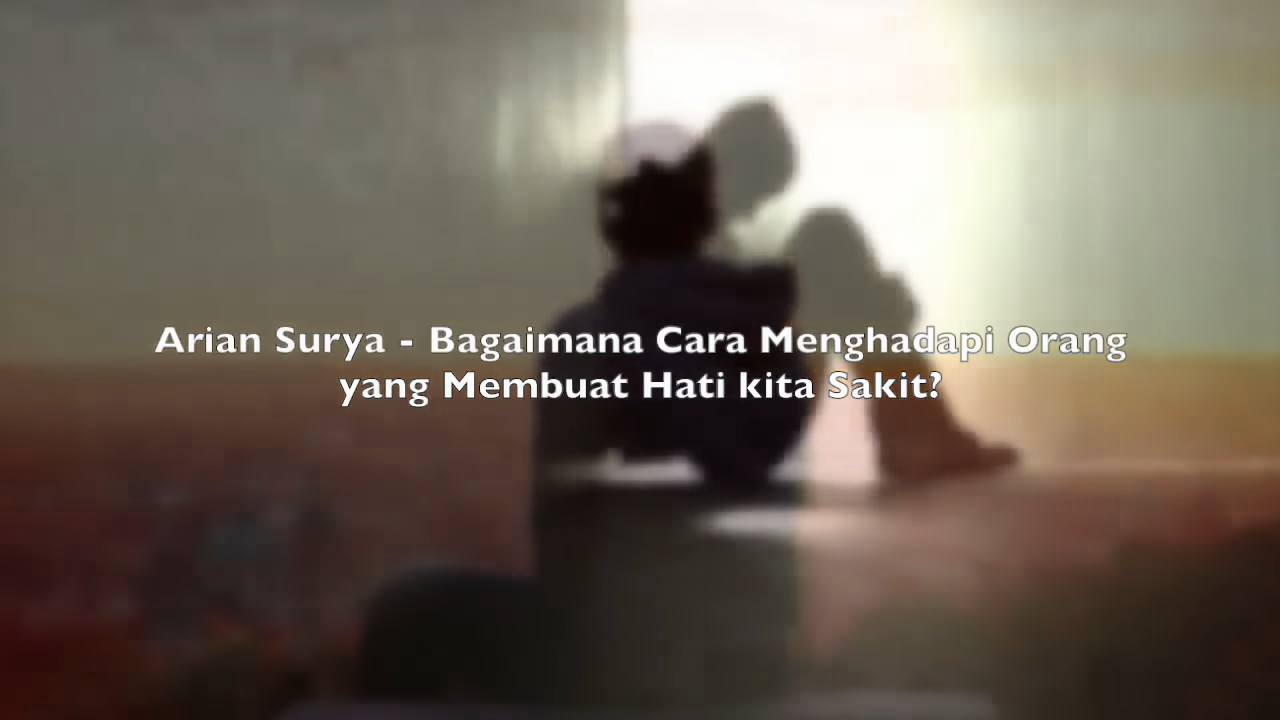 Arian Surya - Bagaimana Cara Menghadapi Orang
yang Membuat Hati kita Sakit?